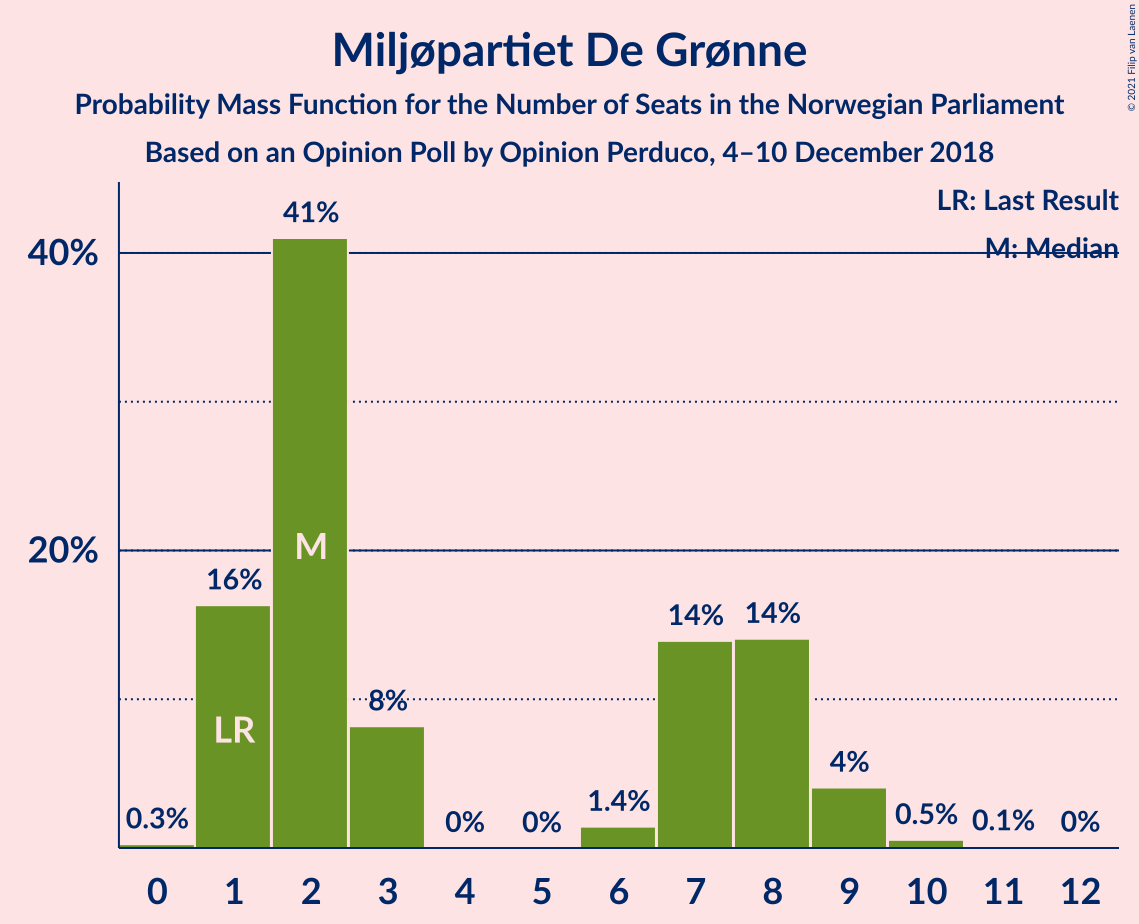 Miljøpartiet De Grønne
Probability Mass Function for the Number of Seats in the Norwegian Parliament
Based on an Opinion Poll by Opinion Perduco, 4–10 December 2018
© 2021 Filip van Laenen
LR: Last Result
M: Median
41%
40%
M
20%
16%
14%
14%
8%
LR
4%
0.3%
0%
0%
1.4%
0.5%
0.1%
0%
0 1 2 3 4 5 6 7 8 9 10 11 12